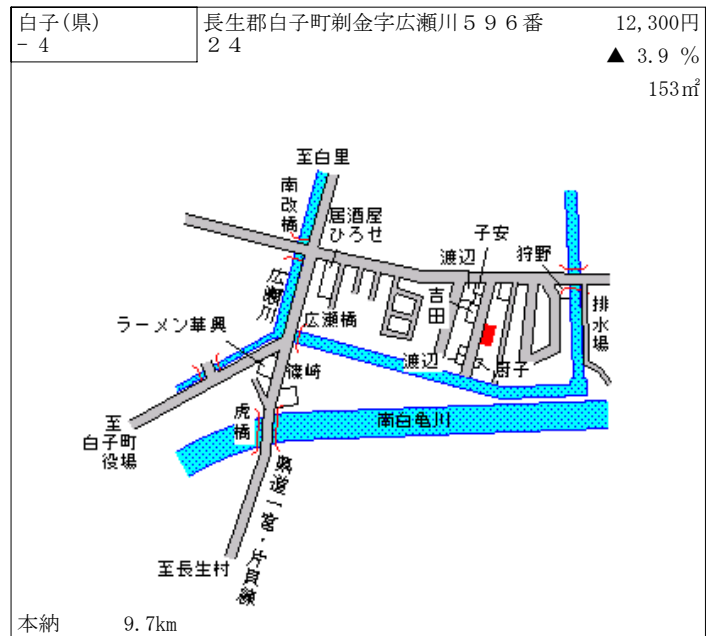 白子(県)
－4
長生郡白子町剃金字広瀬川５９６番
２４
12,300円
▲ 3.9 %
153㎡
至白里
南改橋
居酒屋
ひろせ
子安
渡辺
狩野
広瀬川
吉田
排水場
ラーメン華興
広瀬橋
渡辺
厨子
篠崎
虎橋
南白亀川
至
白子町
役場
県道一宮・片貝線
至長生村
本納
9.7km